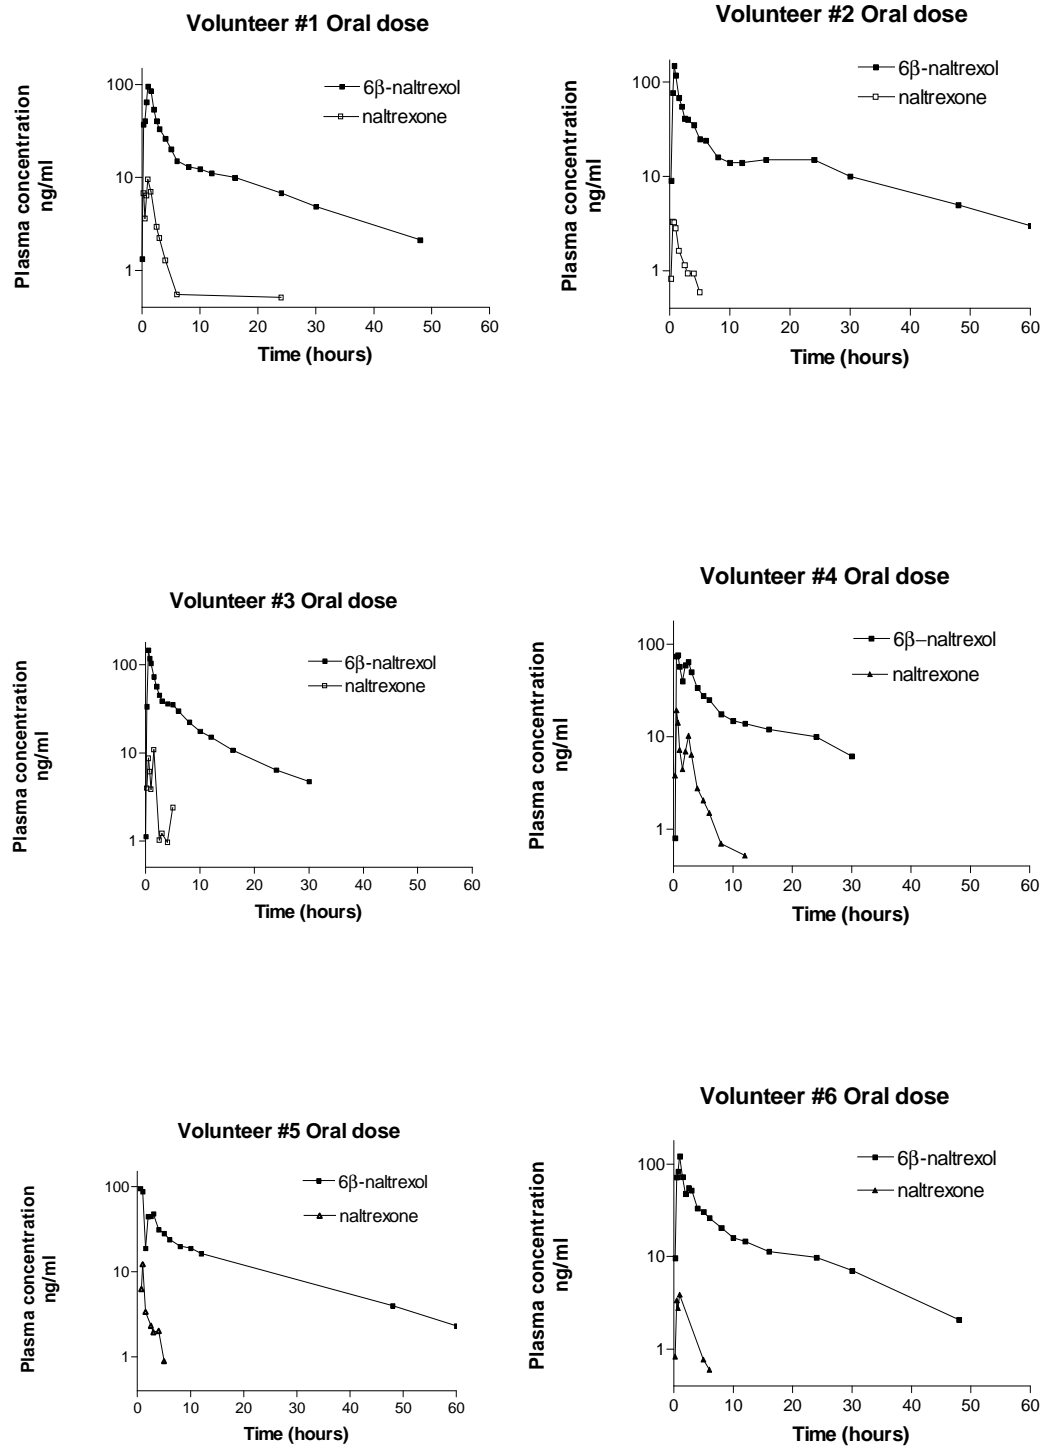 Volunteer #1 Oral dose
Plasma concentration
ng/ml
100
10
1
6β-naltrexol
naltrexone
0 10 20 30 40 50 60
Time (hours)
Volunteer #2 Oral dose
Plasma concentration
ng/ml
100
10
1
6β-naltrexol
naltrexone
0 10 20 30 40 50 60
Time (hours)
Volunteer #3 Oral dose
Plasma concentration
ng/ml
100
10
1
6β-naltrexol
naltrexone
0 10 20 30 40 50 60
Time (hours)
Volunteer #4 Oral dose
Plasma concentration
ng/ml
100
10
1
6β–naltrexol
naltrexone
0 10 20 30 40 50 60
Time (hours)
Volunteer #5 Oral dose
Plasma concentration
ng/ml
100
10
1
6β-naltrexol
naltrexone
0 10 20 30 40 50 60
Time (hours)
Volunteer #6 Oral dose
Plasma concentration
ng/ml
100
10
1
6β-naltrexol
naltrexone
0 10 20 30 40 50 60
Time (hours)